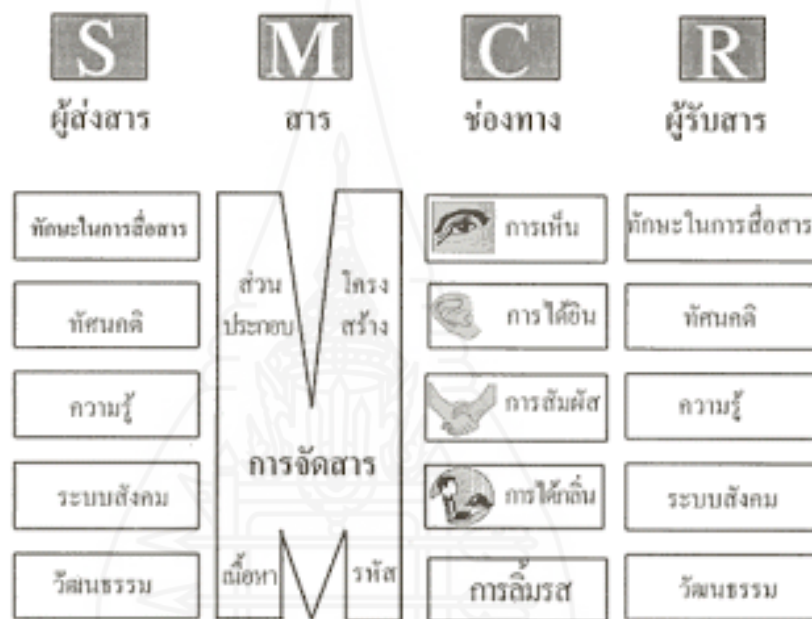 S M C R
ผู้ส่งสาร สาร ช่องทาง ผู้รับสาร
ทักษะในการสื่อสาร
ทัศนคติ
ความรู้
ระบบสังคม
วัฒนธรรม
ส่วน
ประกอบ
โครง
สร้าง
การจัดสาร
เนื้อหา
รหัส
การเห็น
การได้ยิน
การสัมผัส
การได้กลิ่น
การลิ้มรส
ทักษะในการสื่อสาร
ทัศนคติ
ความรู้
ระบบสังคม
วัฒนธรรม